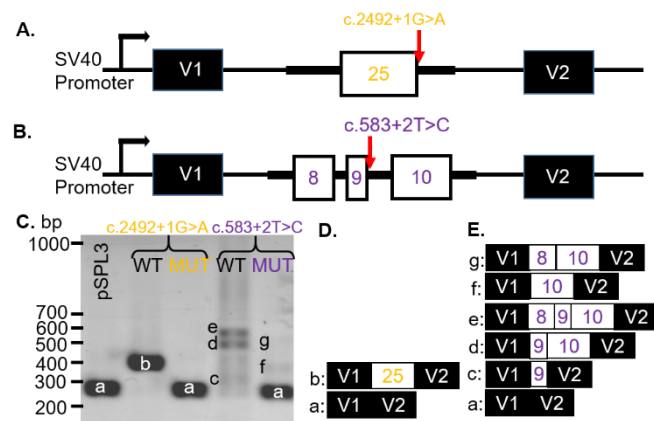 A.
c.2492+1G>A
SV40
Promoter
V1
25
V2
B.
c.583+2T>C
SV40
Promoter
V1
8
9
10
V2
C. bp
c.2492+1G>A c.583+2T>C
pSPL3
WT MUT WT MUT
1000
700
600
500
400
300
200
a
b
a
e
d
c
g
f
a
D.
b: V1 25 V2
a: V1 V2
E.
g: V1 8 10 V2
f: V1 10 V2
e: V1 8 9 10 V2
d: V1 9 10 V2
c: V1 9 V2
a: V1 V2